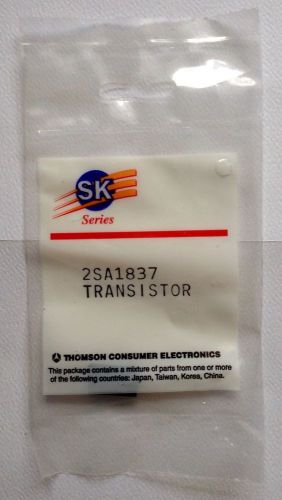 SK
Series
2SA1837
TRANSISTOR
THOMSON CONSUMER ELECTRONICS
This package contains a mixture of parts from one or more
of the following countries: Japan, Taiwan, Korea, China.